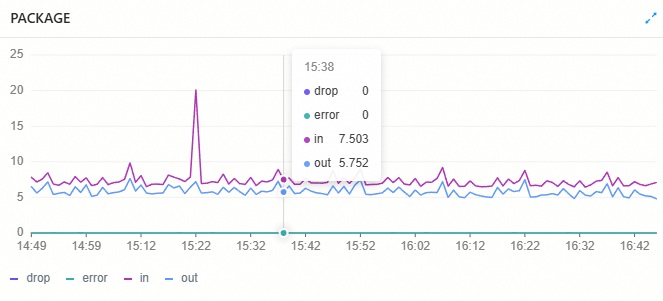 PACKAGE
25
20
15
10
5
0
15:38
drop 0
error 0
in 7.503
out 5.752
14:49 14:59 15:12 15:22 15:32 15:42 15:52 16:02 16:12 16:22 16:32 16:42
drop error in out